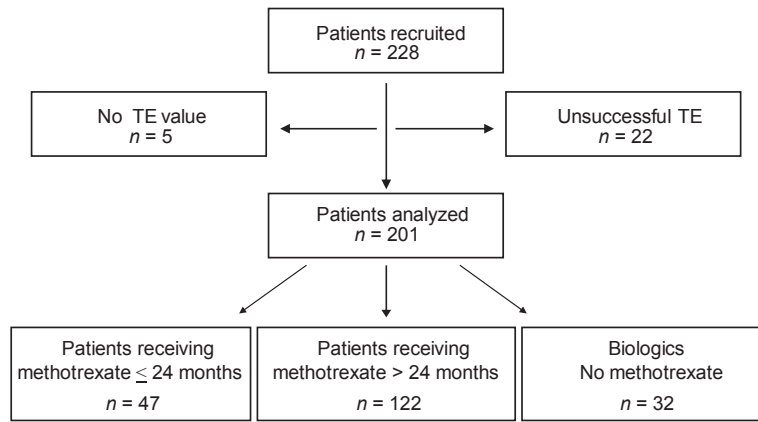 Patients recruited
n = 228
No TE value
n = 5
Unsuccessful TE
n = 22
Patients analyzed
n = 201
Patients receiving
methotrexate ≤ 24 months
n = 47
Patients receiving
methotrexate > 24 months
n = 122
Biologics
No methotrexate
n = 32